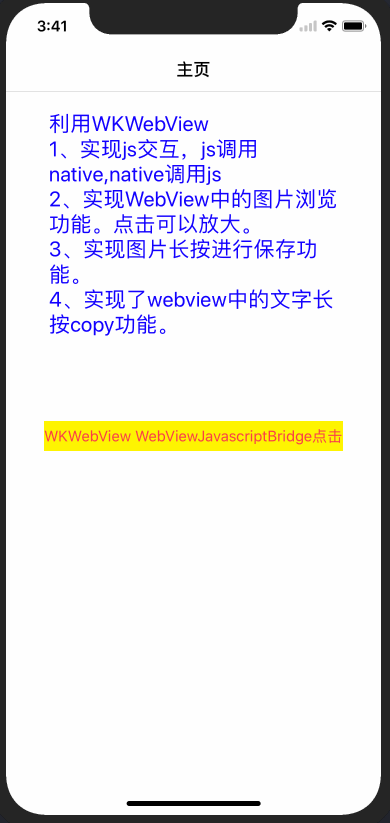 3:41
主页
利用WKWebView
1、实现js交互，js调用
native,native调用js
2、实现WebView中的图片浏览
功能。点击可以放大。
3、实现图片长按进行保存功
能。
4、实现了webview中的文字长
按copy功能。
WKWebView WebViewJavascriptBridge点击